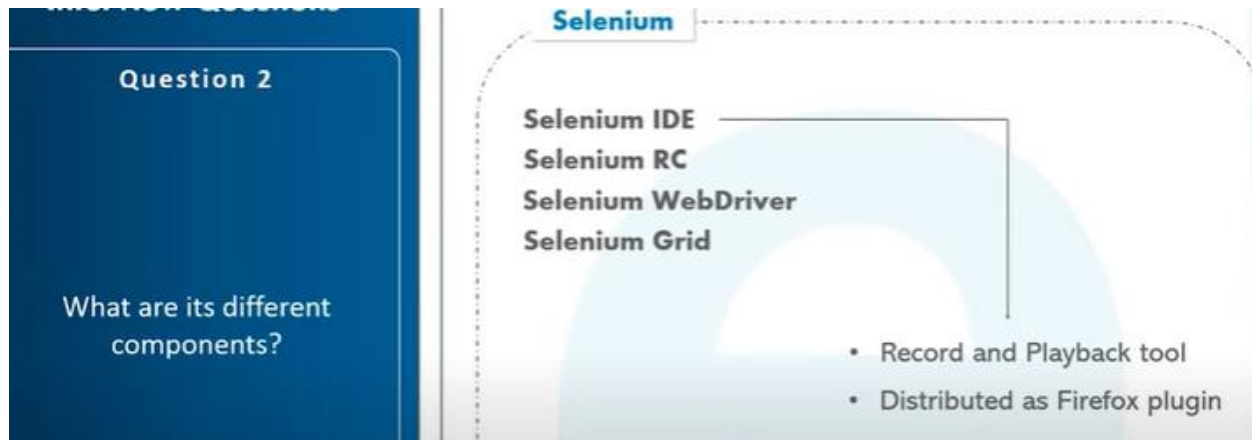 Question 2
What are its different
components?
Selenium
Selenium IDE
Selenium RC
Selenium WebDriver
Selenium Grid
• Record and Playback tool
• Distributed as Firefox plugin